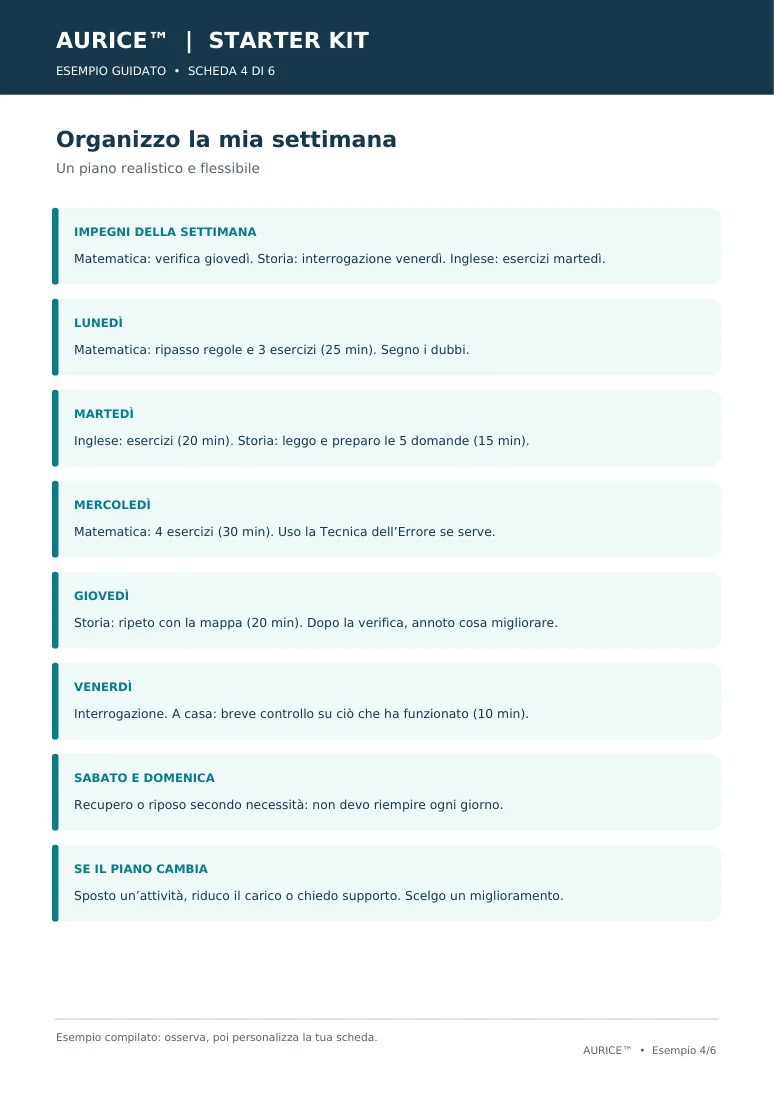 AURICE™ | STARTER KIT
ESEMPIO GUIDATO • SCHEDA 4 DI 6
Organizzo la mia settimana
Un piano realistico e flessibile
IMPEGNI DELLA SETTIMANA
Matematica: verifica giovedì. Storia: interrogazione venerdì. Inglese: esercizi martedì.
LUNEDÌ
Matematica: ripasso regole e 3 esercizi (25 min). Segno i dubbi.
MARTEDÌ
Inglese: esercizi (20 min). Storia: leggo e preparo le 5 domande (15 min).
MERCOLEDÌ
Matematica: 4 esercizi (30 min). Uso la Tecnica dell’Errore se serve.
GIOVEDÌ
Storia: ripeto con la mappa (20 min). Dopo la verifica, annoto cosa migliorare.
VENERDÌ
Interrogazione. A casa: breve controllo su ciò che ha funzionato (10 min).
SABATO E DOMENICA
Recupero o riposo secondo necessità: non devo riempire ogni giorno.
SE IL PIANO CAMBIA
Sposto un’attività, riduco il carico o chiedo supporto. Scelgo un miglioramento.
Esempio compilato: osserva, poi personalizza la tua scheda.
AURICE™ • Esempio 4/6